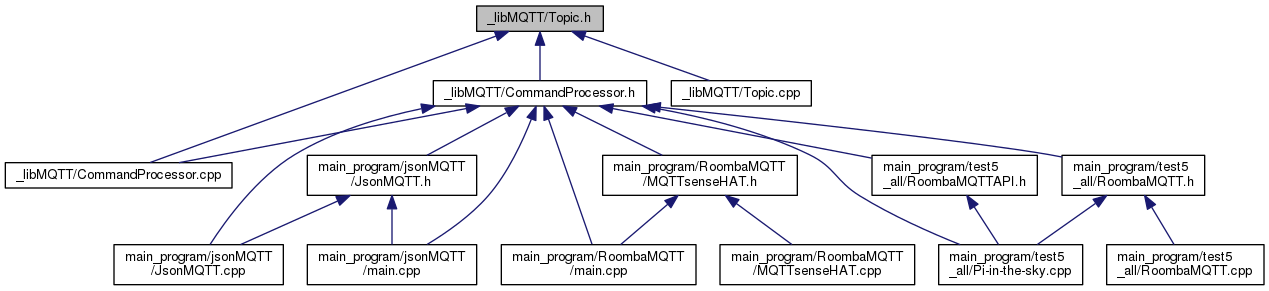 _libMQTT/Topic.h
_libMQTT/CommandProcessor.h
_libMQTT/Topic.cpp
_libMQTT/CommandProcessor.cpp
main_program/jsonMQTT
/JsonMQTT.h
main_program/RoombaMQTT
/MQTTsenseHAT.h
main_program/test5
_all/RoombaMQTTAPI.h
main_program/test5
_all/RoombaMQTT.h
main_program/jsonMQTT
/JsonMQTT.cpp
main_program/jsonMQTT
/main.cpp
main_program/RoombaMQTT
/main.cpp
main_program/RoombaMQTT
/MQTTsenseHAT.cpp
main_program/test5
_all/Pi-in-the-sky.cpp
main_program/test5
_all/RoombaMQTT.cpp